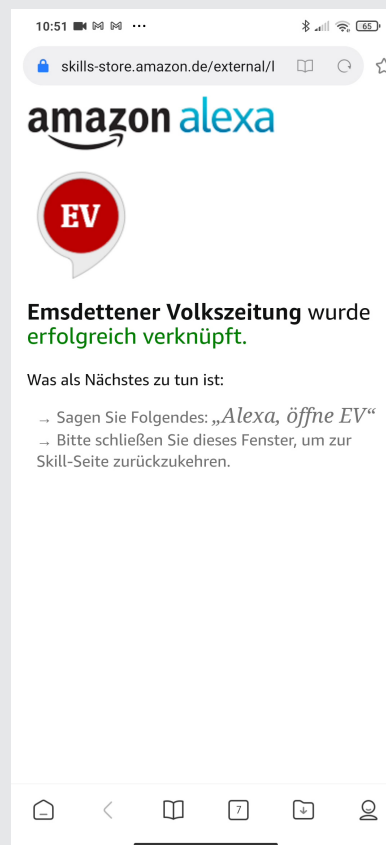 10:51
65
skills-store.amazon.de/external/l
amazon alexa
EV
Emsdettener Volkszeitung wurde
erfolgreich verknüpft.
Was als Nächstes zu tun ist:
→ Sagen Sie Folgendes: „Alexa, öffne EV“
→ Bitte schließen Sie dieses Fenster, um zur
Skill-Seite zurückzukehren.
7